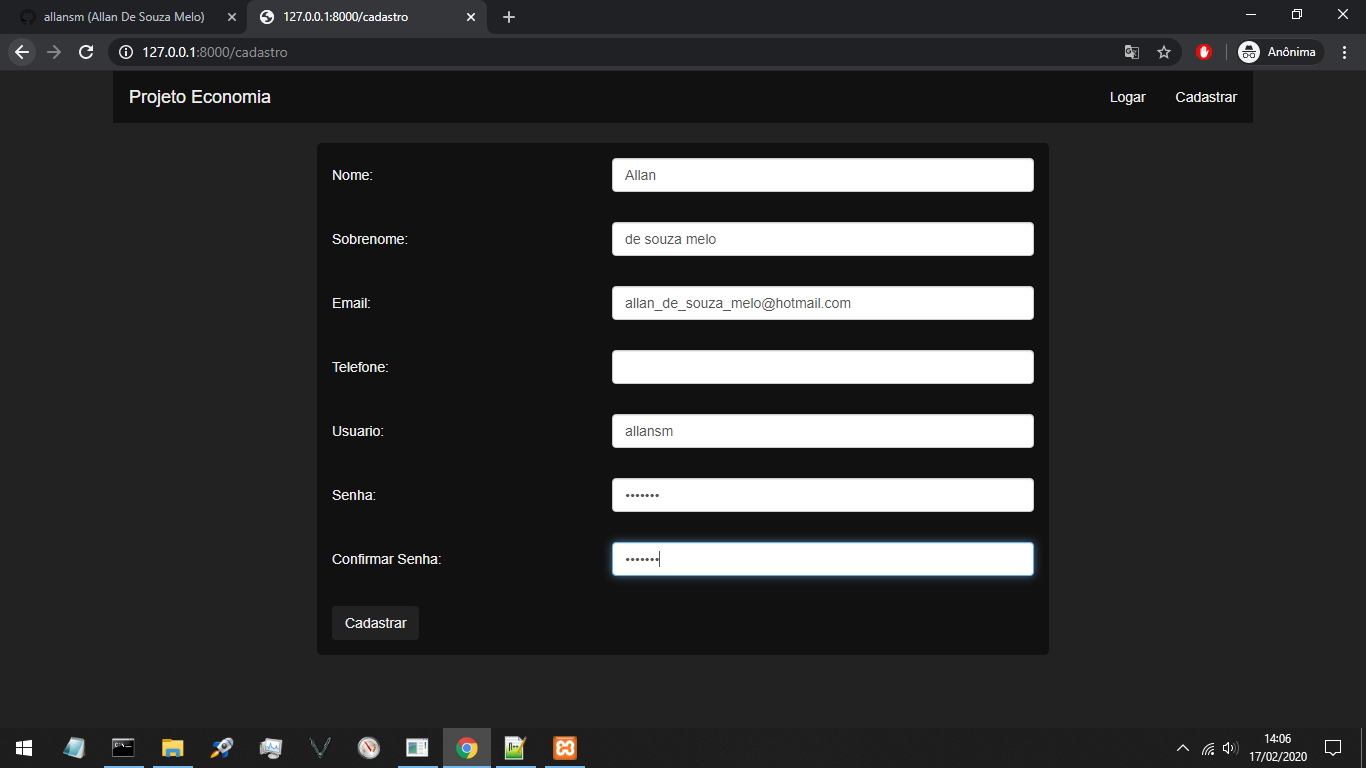 allansm (Allan De Souza Melo)
127.0.0.1:8000/cadastro
127.0.0.1:8000/cadastro
Anônima
Projeto Economia
Logar
Cadastrar
Nome:
Allan
Sobrenome:
de souza melo
Email:
allan_de_souza_melo@hotmail.com
Telefone:
Usuario:
allansm
Senha:
•••••••
Confirmar Senha:
•••••••
Cadastrar
14:06
17/02/2020